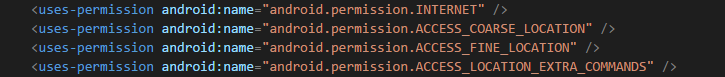 <uses-permission android:name="android.permission.INTERNET" />
<uses-permission android:name="android.permission.ACCESS_COARSE_LOCATION" />
<uses-permission android:name="android.permission.ACCESS_FINE_LOCATION" />
<uses-permission android:name="android.permission.ACCESS_LOCATION_EXTRA_COMMANDS" />